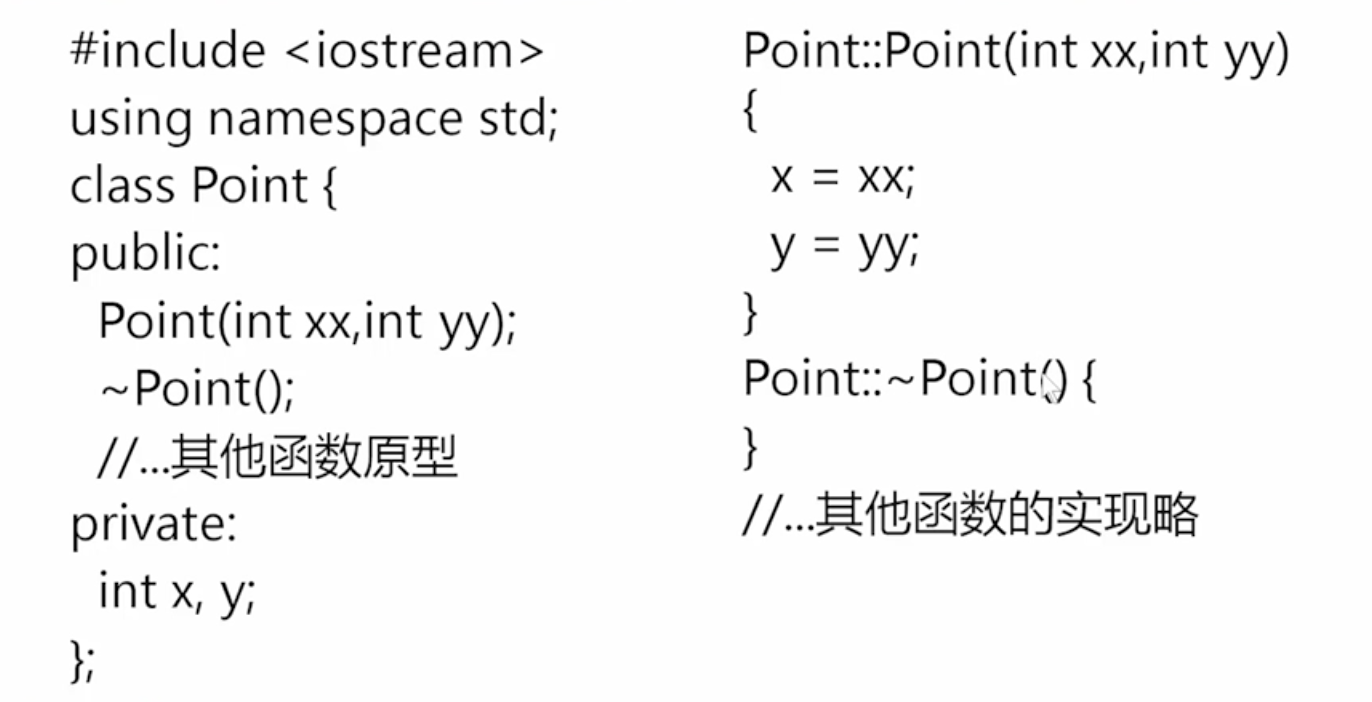 #include <iostream>
using namespace std;
class Point {
public:
Point(int xx,int yy);
~Point();
//...其他函数原型
private:
int x, y;
};
Point::Point(int xx,int yy)
{
x = xx;
y = yy;
}
Point::~Point() {
}
//...其他函数的实现略